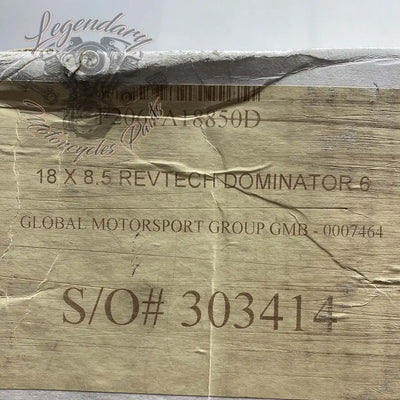 Legendary
Motorcycles Parts
18 X 8.5 REVTECH DOMINATOR 6
GLOBAL MOTORSPORT GROUP GMB - 0007464
S/O# 303414